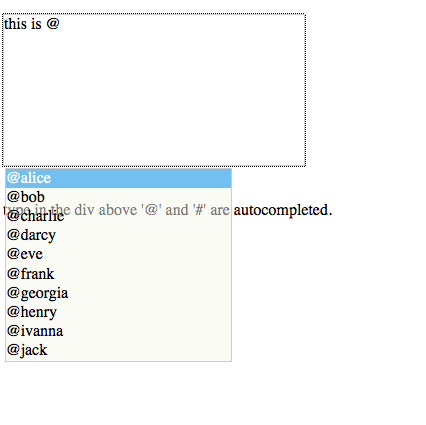 this is @
@alice
@bob
type in the div above '@' and '#' are autocompleted.
@charlie
@darcy
@eve
@frank
@georgia
@henry
@ivanna
@jack